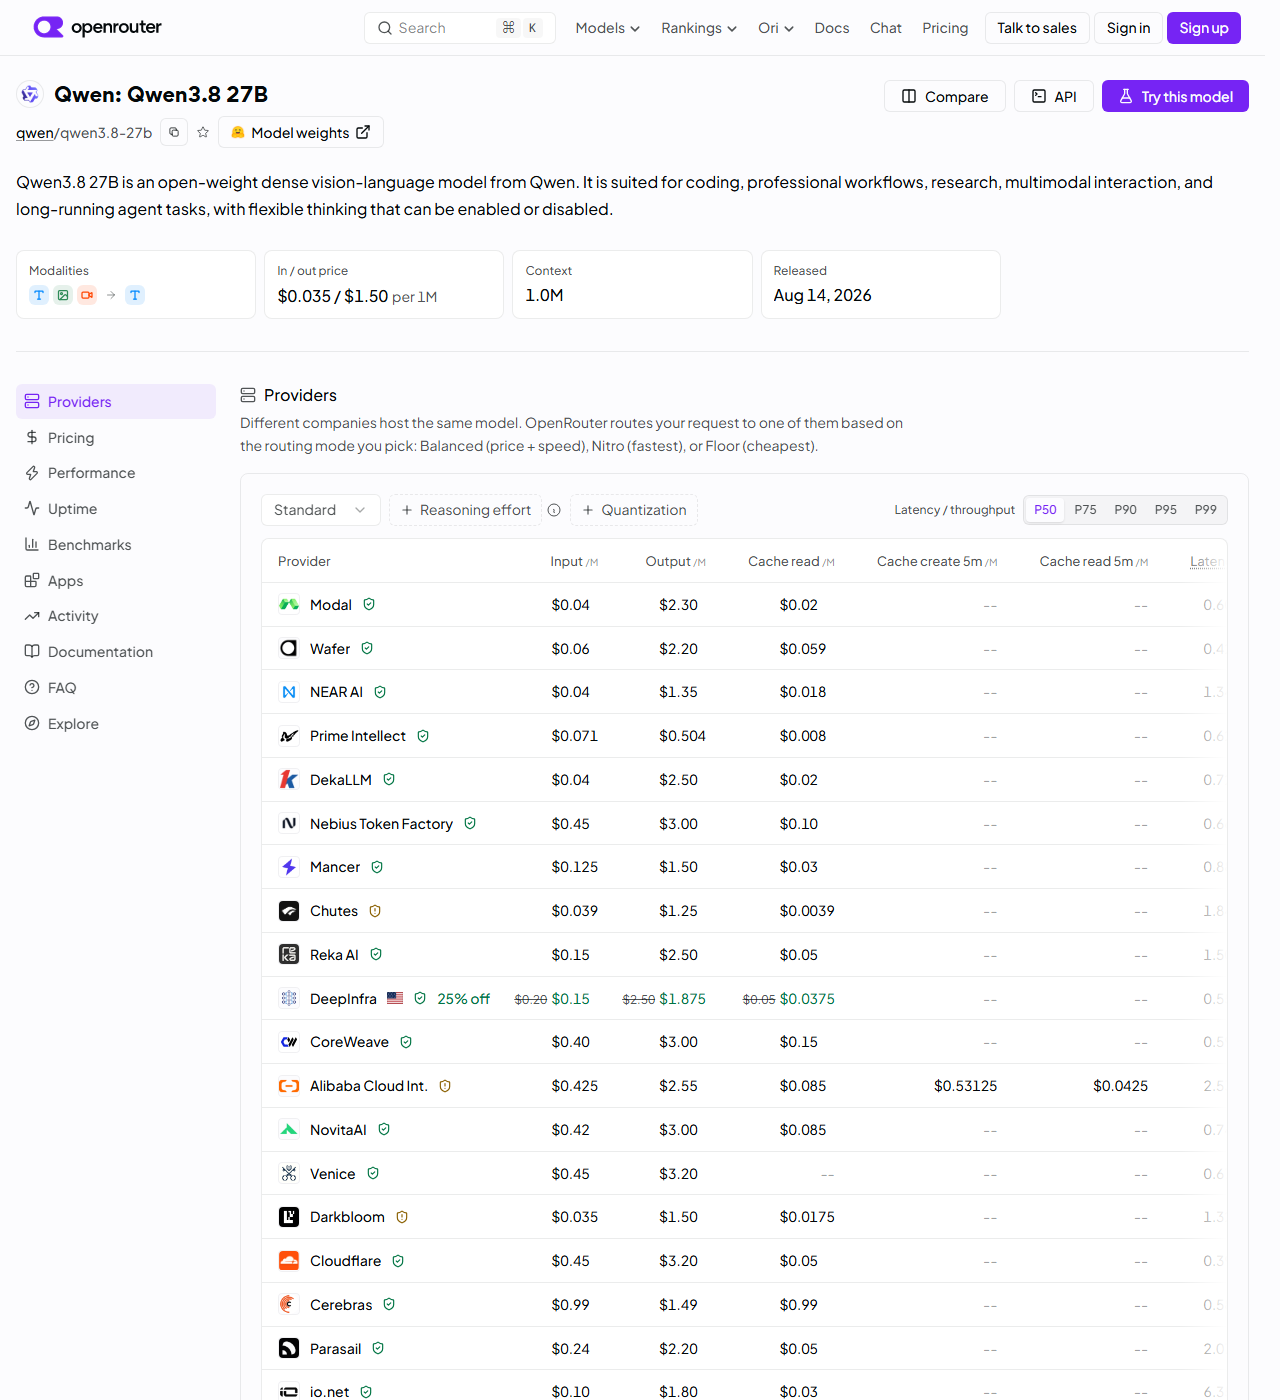 openrouter
Search ⌘ K
Models
Rankings
Ori
Docs
Chat
Pricing
Talk to sales
Sign in
Sign up
Qwen: Qwen3.8 27B
Compare
API
Try this model
qwen/qwen3.8-27b
Model weights
Qwen3.8 27B is an open-weight dense vision-language model from Qwen. It is suited for coding, professional workflows, research, multimodal interaction, and
long-running agent tasks, with flexible thinking that can be enabled or disabled.
Modalities
T → T
In / out price
$0.035 / $1.50 per 1M
Context
1.0M
Released
Aug 14, 2026
Providers
Pricing
Performance
Uptime
Benchmarks
Apps
Activity
Documentation
FAQ
Explore
Providers
Different companies host the same model. OpenRouter routes your request to one of them based on
the routing mode you pick: Balanced (price + speed), Nitro (fastest), or Floor (cheapest).
Standard + Reasoning effort + Quantization Latency / throughput P50 P75 P90 P95 P99
Provider Input /M Output /M Cache read /M Cache create 5m /M Cache read 5m /M
Modal $0.04 $2.30 $0.02 -- --
Wafer $0.06 $2.20 $0.059 -- --
NEAR AI $0.04 $1.35 $0.018 -- --
Prime Intellect $0.071 $0.504 $0.008 -- --
DekaLLM $0.04 $2.50 $0.02 -- --
Nebius Token Factory $0.45 $3.00 $0.10 -- --
Mancer $0.125 $1.50 $0.03 -- --
Chutes $0.039 $1.25 $0.0039 -- --
Reka AI $0.15 $2.50 $0.05 -- --
DeepInfra 25% off $0.20 $0.15 $2.50 $1.875 $0.05 $0.0375 -- --
CoreWeave $0.40 $3.00 $0.15 -- --
Alibaba Cloud Int. $0.425 $2.55 $0.085 $0.53125 $0.0425
NovitaAI $0.42 $3.00 $0.085 -- --
Venice $0.45 $3.20 -- -- --
Darkbloom $0.035 $1.50 $0.0175 -- --
Cloudflare $0.45 $3.20 $0.05 -- --
Cerebras $0.99 $1.49 $0.99 -- --
Parasail $0.24 $2.20 $0.05 -- --
io.net $0.10 $1.80 $0.03 -- --